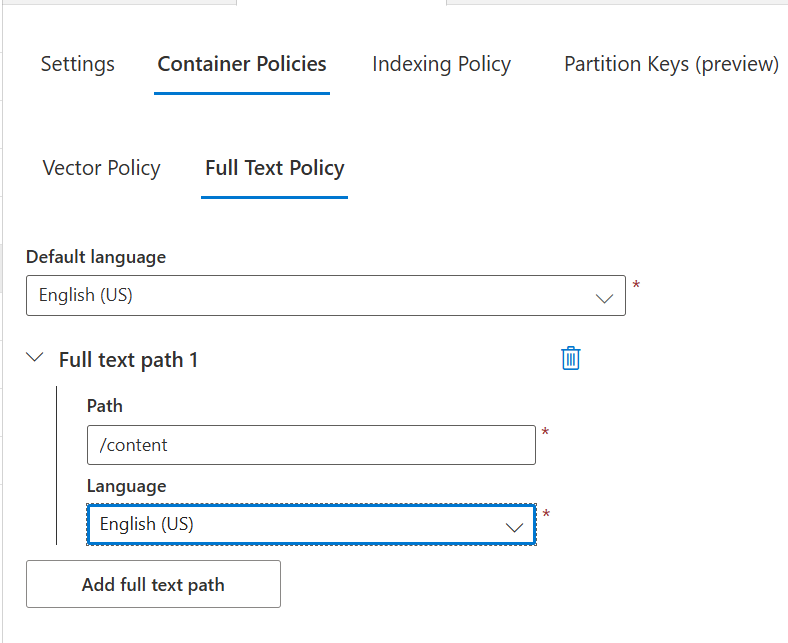 Settings Container Policies Indexing Policy Partition Keys (preview)
Vector Policy Full Text Policy
Default language
English (US) *
Full text path 1
Path
/content *
Language
English (US) *
Add full text path